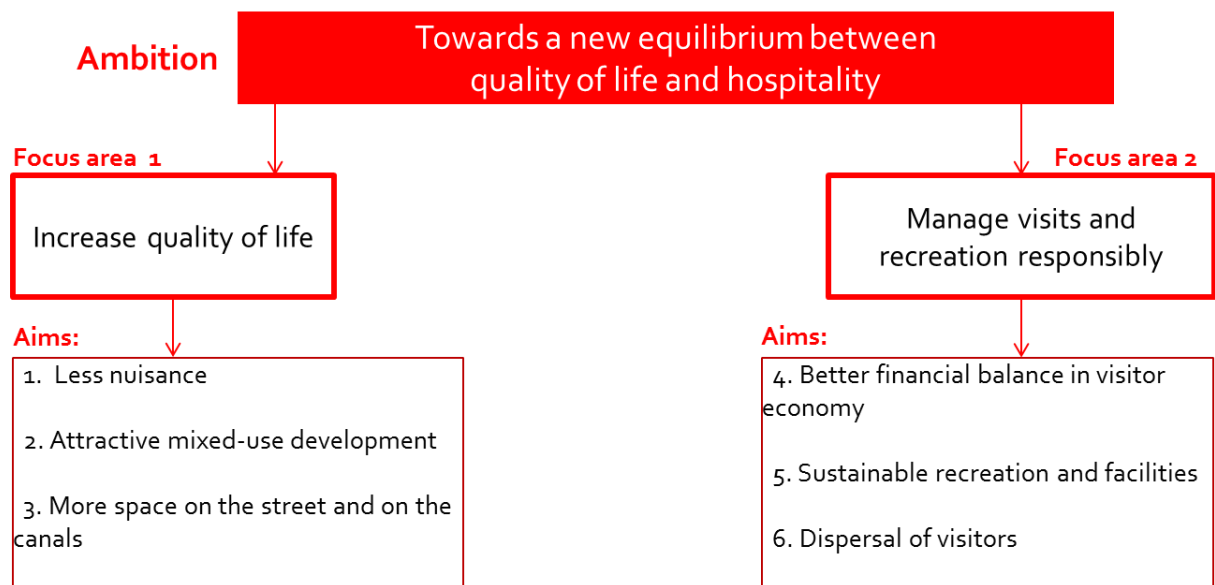 Ambition
Towards a new equilibrium between
quality of life and hospitality
Focus area 1
Increase quality of life
Aims:
1. Less nuisance
2. Attractive mixed-use development
3. More space on the street and on the
canals
Focus area 2
Manage visits and
recreation responsibly
Aims:
4. Better financial balance in visitor
economy
5. Sustainable recreation and facilities
6. Dispersal of visitors